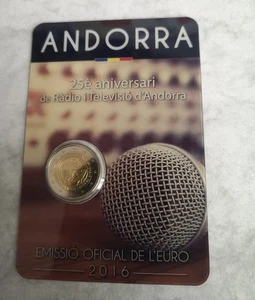 ANDORRA
25è aniversari
de Ràdio i Televisió d'Andorra
EMISSIÓ OFICIAL DE L'EURO
2016